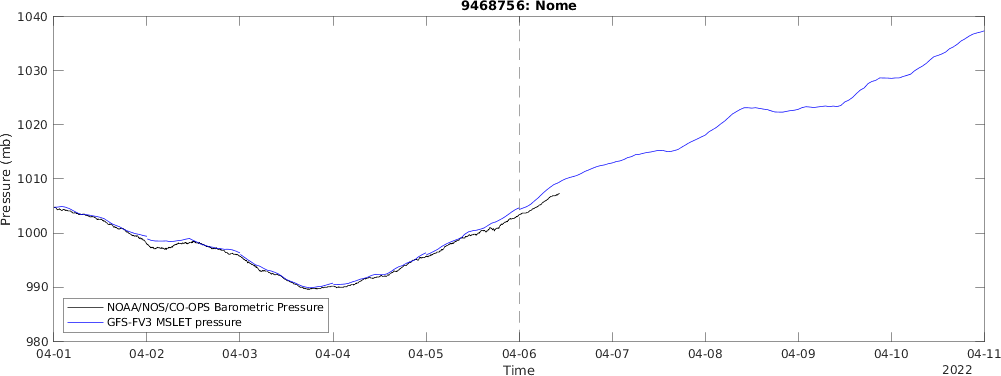 9468756: Nome
1040
1030
1020
1010
1000
990
980
Pressure (mb)
NOAA/NOS/CO-OPS Barometric Pressure
GFS-FV3 MSLET pressure
04-01 04-02 04-03 04-04 04-05 04-06 04-07 04-08 04-09 04-10 04-11
Time
2022